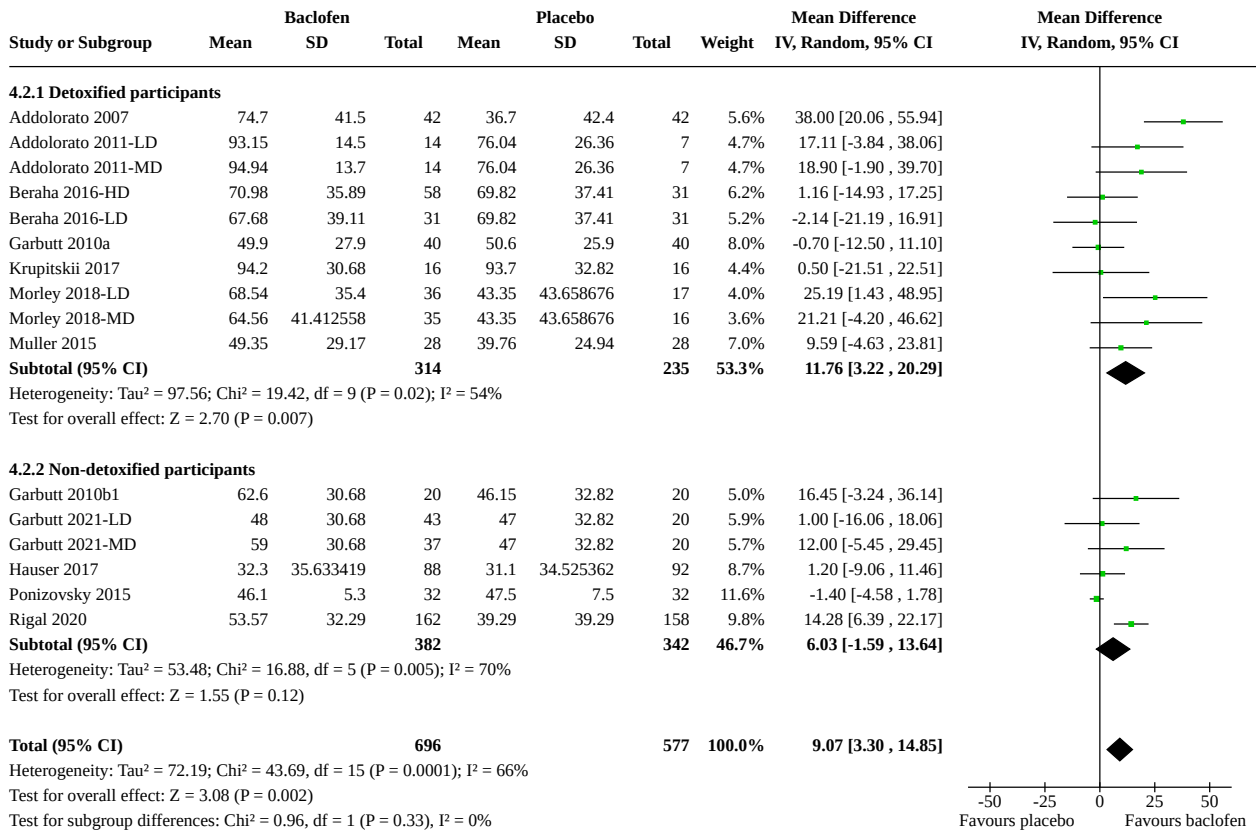 Baclofen Placebo Mean Difference Mean Difference
Study or Subgroup Mean SD Total Mean SD Total Weight IV, Random, 95% CI IV, Random, 95% CI
4.2.1 Detoxified participants
Addolorato 2007 74.7 41.5 42 36.7 42.4 42 5.6% 38.00 [20.06 , 55.94]
Addolorato 2011-LD 93.15 14.5 14 76.04 26.36 7 4.7% 17.11 [-3.84 , 38.06]
Addolorato 2011-MD 94.94 13.7 14 76.04 26.36 7 4.7% 18.90 [-1.90 , 39.70]
Beraha 2016-HD 70.98 35.89 58 69.82 37.41 31 6.2% 1.16 [-14.93 , 17.25]
Beraha 2016-LD 67.68 39.11 31 69.82 37.41 31 5.2% -2.14 [-21.19 , 16.91]
Garbutt 2010a 49.9 27.9 40 50.6 25.9 40 8.0% -0.70 [-12.50 , 11.10]
Krupitskii 2017 94.2 30.68 16 93.7 32.82 16 4.4% 0.50 [-21.51 , 22.51]
Morley 2018-LD 68.54 35.4 36 43.35 43.658676 17 4.0% 25.19 [1.43 , 48.95]
Morley 2018-MD 64.56 41.412558 35 43.35 43.658676 16 3.6% 21.21 [-4.20 , 46.62]
Muller 2015 49.35 29.17 28 39.76 24.94 28 7.0% 9.59 [-4.63 , 23.81]
Subtotal (95% CI) 314 235 53.3% 11.76 [3.22 , 20.29]
Heterogeneity: Tau² = 97.56; Chi² = 19.42, df = 9 (P = 0.02); I² = 54%
Test for overall effect: Z = 2.70 (P = 0.007)
4.2.2 Non-detoxified participants
Garbutt 2010b1 62.6 30.68 20 46.15 32.82 20 5.0% 16.45 [-3.24 , 36.14]
Garbutt 2021-LD 48 30.68 43 47 32.82 20 5.9% 1.00 [-16.06 , 18.06]
Garbutt 2021-MD 59 30.68 37 47 32.82 20 5.7% 12.00 [-5.45 , 29.45]
Hauser 2017 32.3 35.633419 88 31.1 34.525362 92 8.7% 1.20 [-9.06 , 11.46]
Ponizovsky 2015 46.1 5.3 32 47.5 7.5 32 11.6% -1.40 [-4.58 , 1.78]
Rigal 2020 53.57 32.29 162 39.29 39.29 158 9.8% 14.28 [6.39 , 22.17]
Subtotal (95% CI) 382 342 46.7% 6.03 [-1.59 , 13.64]
Heterogeneity: Tau² = 53.48; Chi² = 16.88, df = 5 (P = 0.005); I² = 70%
Test for overall effect: Z = 1.55 (P = 0.12)
Total (95% CI) 696 577 100.0% 9.07 [3.30 , 14.85]
Heterogeneity: Tau² = 72.19; Chi² = 43.69, df = 15 (P = 0.0001); I² = 66%
Test for overall effect: Z = 3.08 (P = 0.002) -50 -25 0 25 50
Test for subgroup differences: Chi² = 0.96, df = 1 (P = 0.33), I² = 0% Favours placebo Favours baclofen